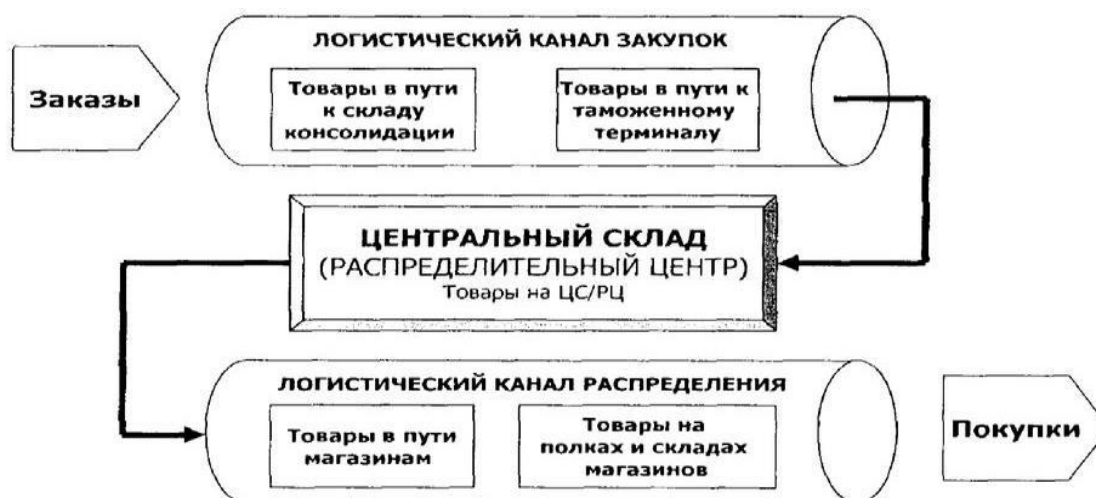 ЛОГИСТИЧЕСКИЙ КАНАЛ ЗАКУПОК
Заказы
Товары в пути
к складу
консолидации
Товары в пути к
таможенному
терминалу
ЦЕНТРАЛЬНЫЙ СКЛАД
(РАСПРЕДЕЛИТЕЛЬНЫЙ ЦЕНТР)
Товары на ЦС/РЦ
ЛОГИСТИЧЕСКИЙ КАНАЛ РАСПРЕДЕЛЕНИЯ
Товары в пути
магазинам
Товары на
полках и складах
магазинов
Покупки